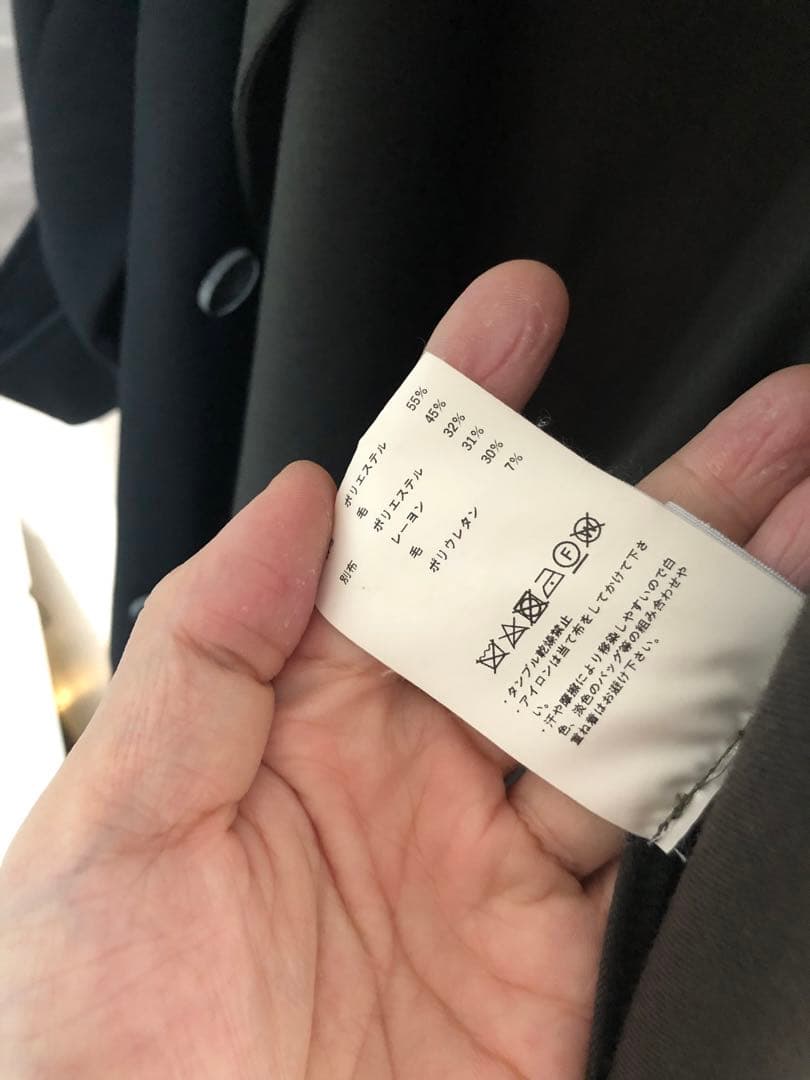 ポリエステル 55%
毛 45%
別布 ポリエステル 32%
レーヨン 31%
毛 30%
ポリウレタン 7%
F
・タンブル乾燥禁止
・アイロンは当て布をしてかけて下さ
い。
・汗や摩擦により移染しやすいので白
色、淡色のバッグ等の組み合わせや
重ね着はお避け下さい。